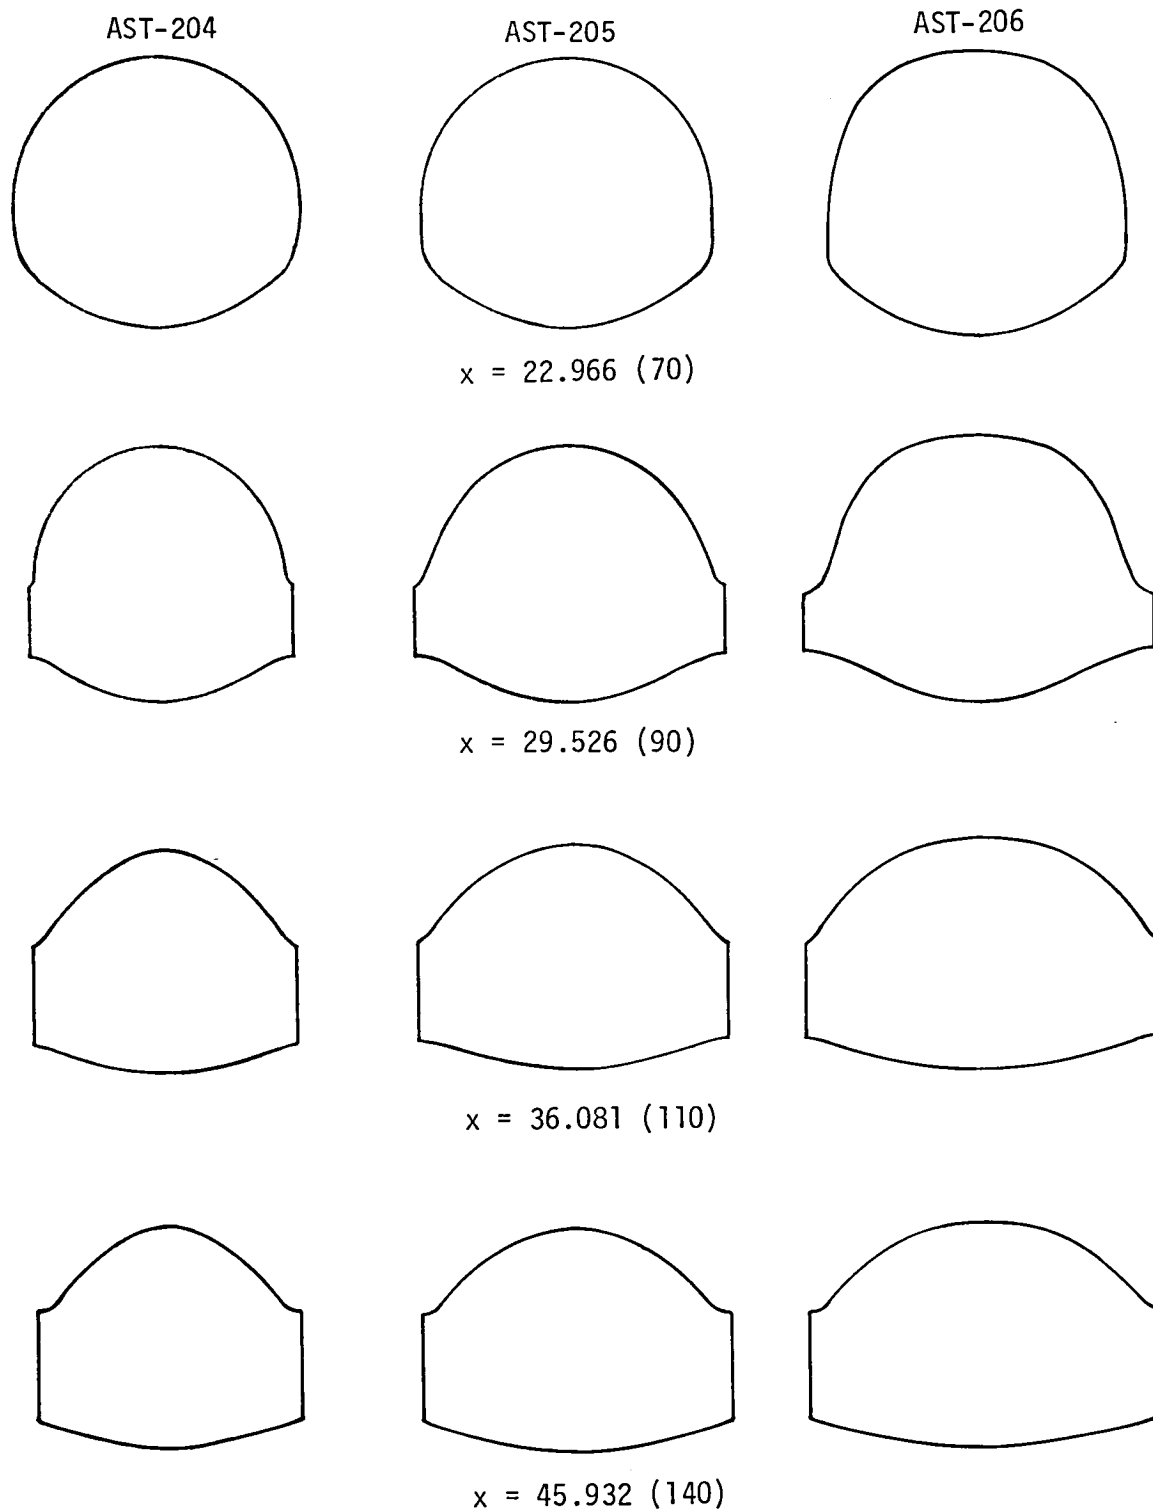 AST-204
AST-205
AST-206
x = 22.966 (70)
x = 29.526 (90)
x = 36.081 (110)
x = 45.932 (140)